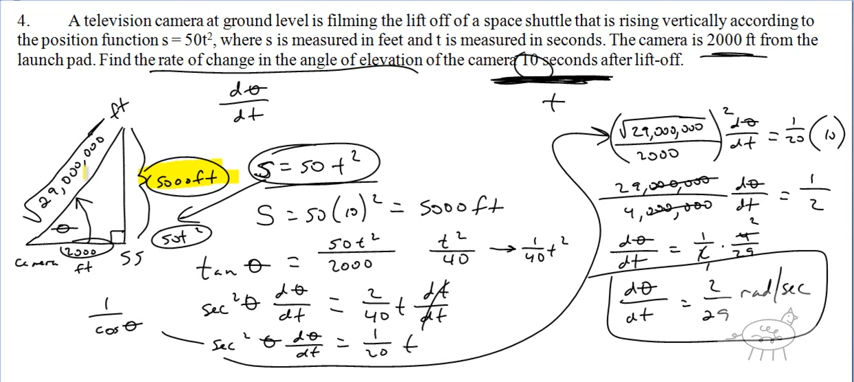 4. A television camera at ground level is filming the lift off of a space shuttle that is rising vertically according to
the position function s = 50t², where s is measured in feet and t is measured in seconds. The camera is 2000 ft from the
launch pad. Find the rate of change in the angle of elevation of the camera 10 seconds after lift-off.
dθ/dt
t
ft
√29,000,000
5000ft
S = 50t²
50t²
θ
2000
ft
camera
SS
S = 50(10)² = 5000ft
tan θ = 50t²/2000 t²/40 → 1/40 t²
sec²θ dθ/dt = 2/40 t dt/dt
1/cosθ
sec²θ dθ/dt = 1/20 t
(√29,000,000/2000)² dθ/dt = 1/20 (10)
29,000,000/4,000,000 dθ/dt = 1/2
dθ/dt = 1/2 · 4/29
2
1
dθ/dt = 2/29 rad/sec